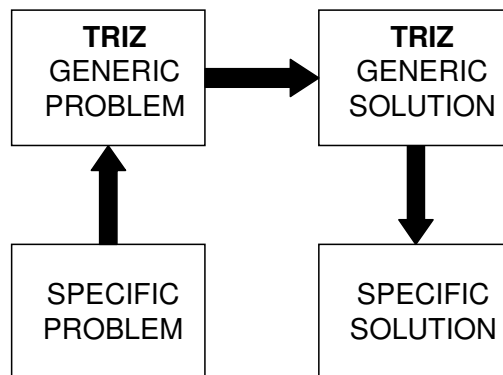 TRIZ
GENERIC
PROBLEM
TRIZ
GENERIC
SOLUTION
SPECIFIC
PROBLEM
SPECIFIC
SOLUTION